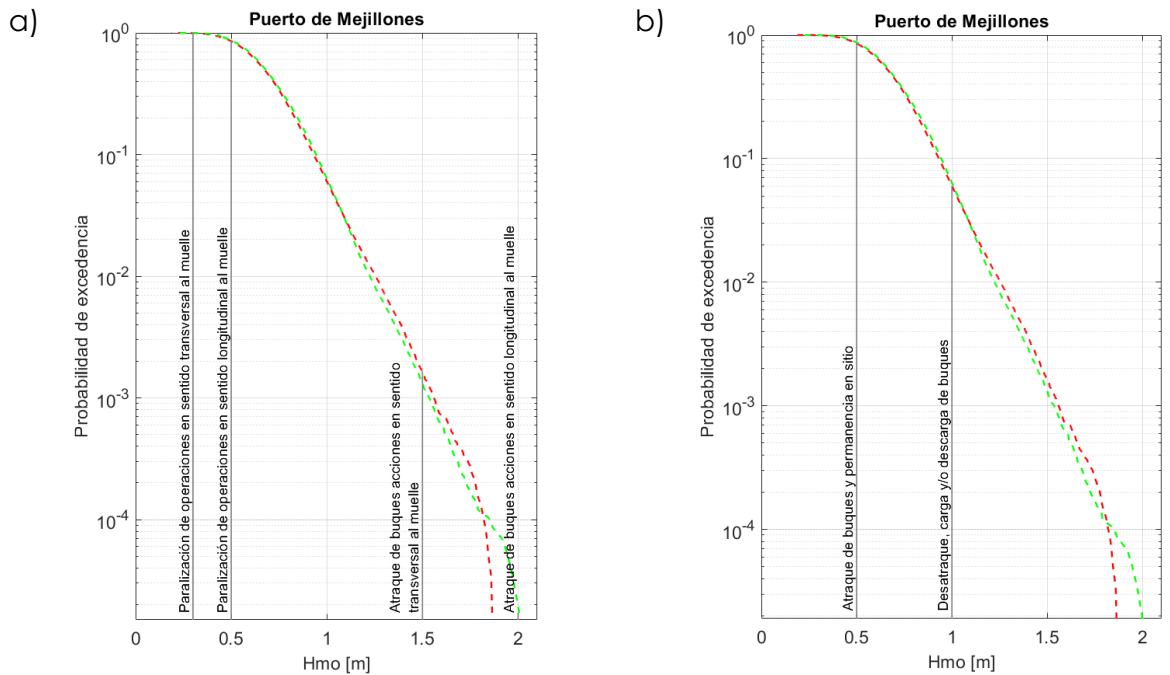 a)
Puerto de Mejillones
Probabilidad de excedencia
10^0
10^-1
10^-2
10^-3
10^-4
Paralización de operaciones en sentido transversal al muelle
Paralización de operaciones en sentido longitudinal al muelle
Atraque de buques acciones en sentido
transversal al muelle
Atraque de buques acciones en sentido longitudinal al muelle
0 0.5 1 1.5 2
Hmo [m]
b)
Puerto de Mejillones
Probabilidad de excedencia
10^0
10^-1
10^-2
10^-3
10^-4
Atraque de buques y permanencia en sitio
Desatraque, carga y/o descarga de buques
0 0.5 1 1.5 2
Hmo [m]